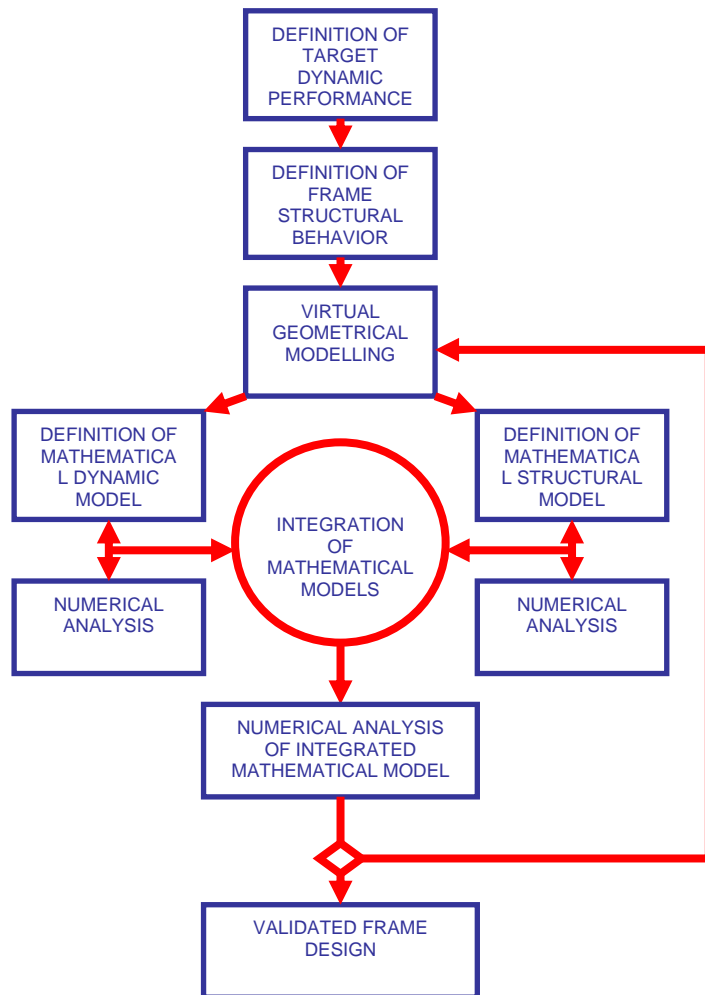 DEFINITION OF
TARGET
DYNAMIC
PERFORMANCE
DEFINITION OF
FRAME
STRUCTURAL
BEHAVIOR
VIRTUAL
GEOMETRICAL
MODELLING
DEFINITION OF
MATHEMATICA
L DYNAMIC
MODEL
DEFINITION OF
MATHEMATICA
L STRUCTURAL
MODEL
INTEGRATION
OF
MATHEMATICAL
MODELS
NUMERICAL
ANALYSIS
NUMERICAL
ANALYSIS
NUMERICAL ANALYSIS
OF INTEGRATED
MATHEMATICAL MODEL
VALIDATED FRAME
DESIGN